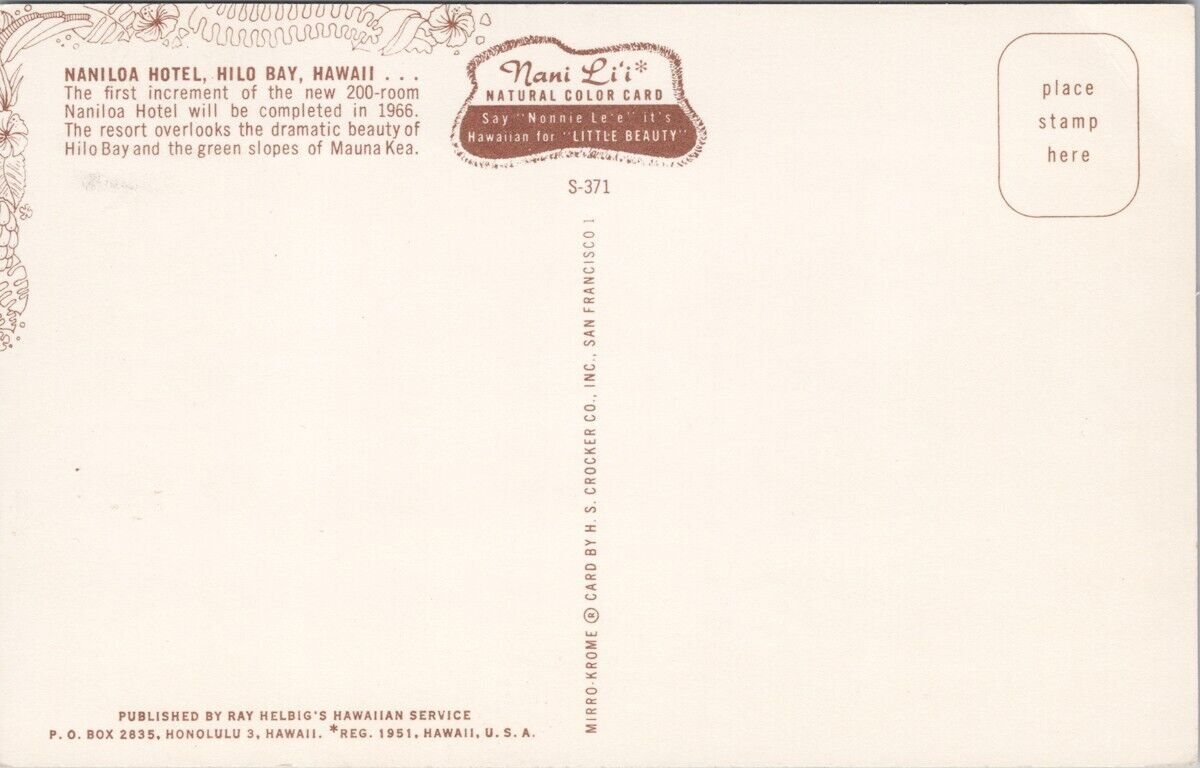 NANILOA HOTEL, HILO BAY, HAWAII . . .
The first increment of the new 200-room
Naniloa Hotel will be completed in 1966.
The resort overlooks the dramatic beauty of
Hilo Bay and the green slopes of Mauna Kea.
Nani Li'i*
NATURAL COLOR CARD
Say "Nonnie Le'e" it's
Hawaiian for "LITTLE BEAUTY"
S-371
place
stamp
here
MIRRO-KROME ® CARD BY H. S. CROCKER CO., INC., SAN FRANCISCO 1
PUBLISHED BY RAY HELBIG'S HAWAIIAN SERVICE
P. O. BOX 2835, HONOLULU 3, HAWAII. *REG. 1951, HAWAII, U. S. A.